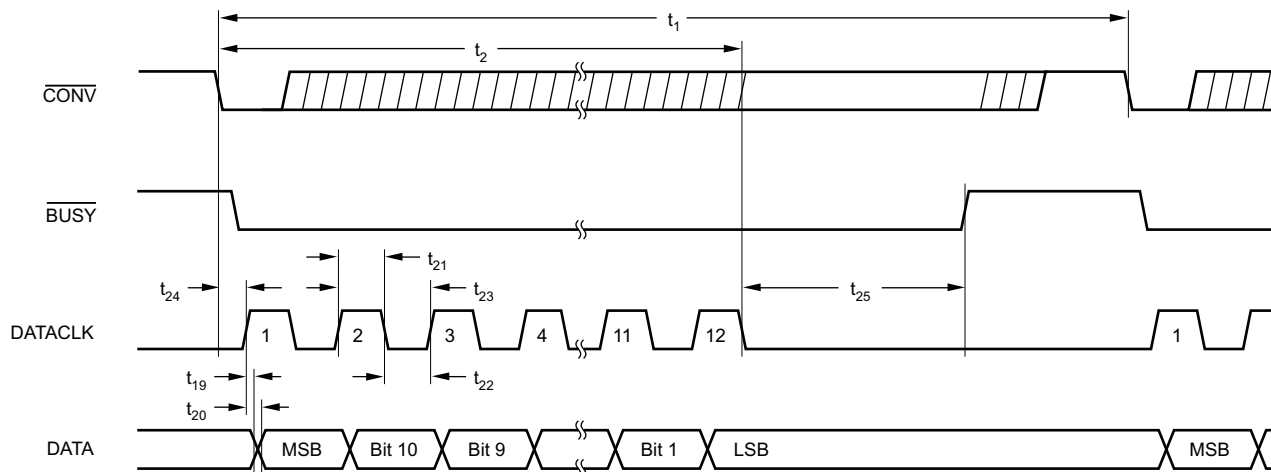 t1
t2
CONV
BUSY
t21
t24
t23
t25
DATACLK
1 2 3 4 11 12 1
t19
t22
t20
DATA
MSB Bit 10 Bit 9 Bit 1 LSB MSB